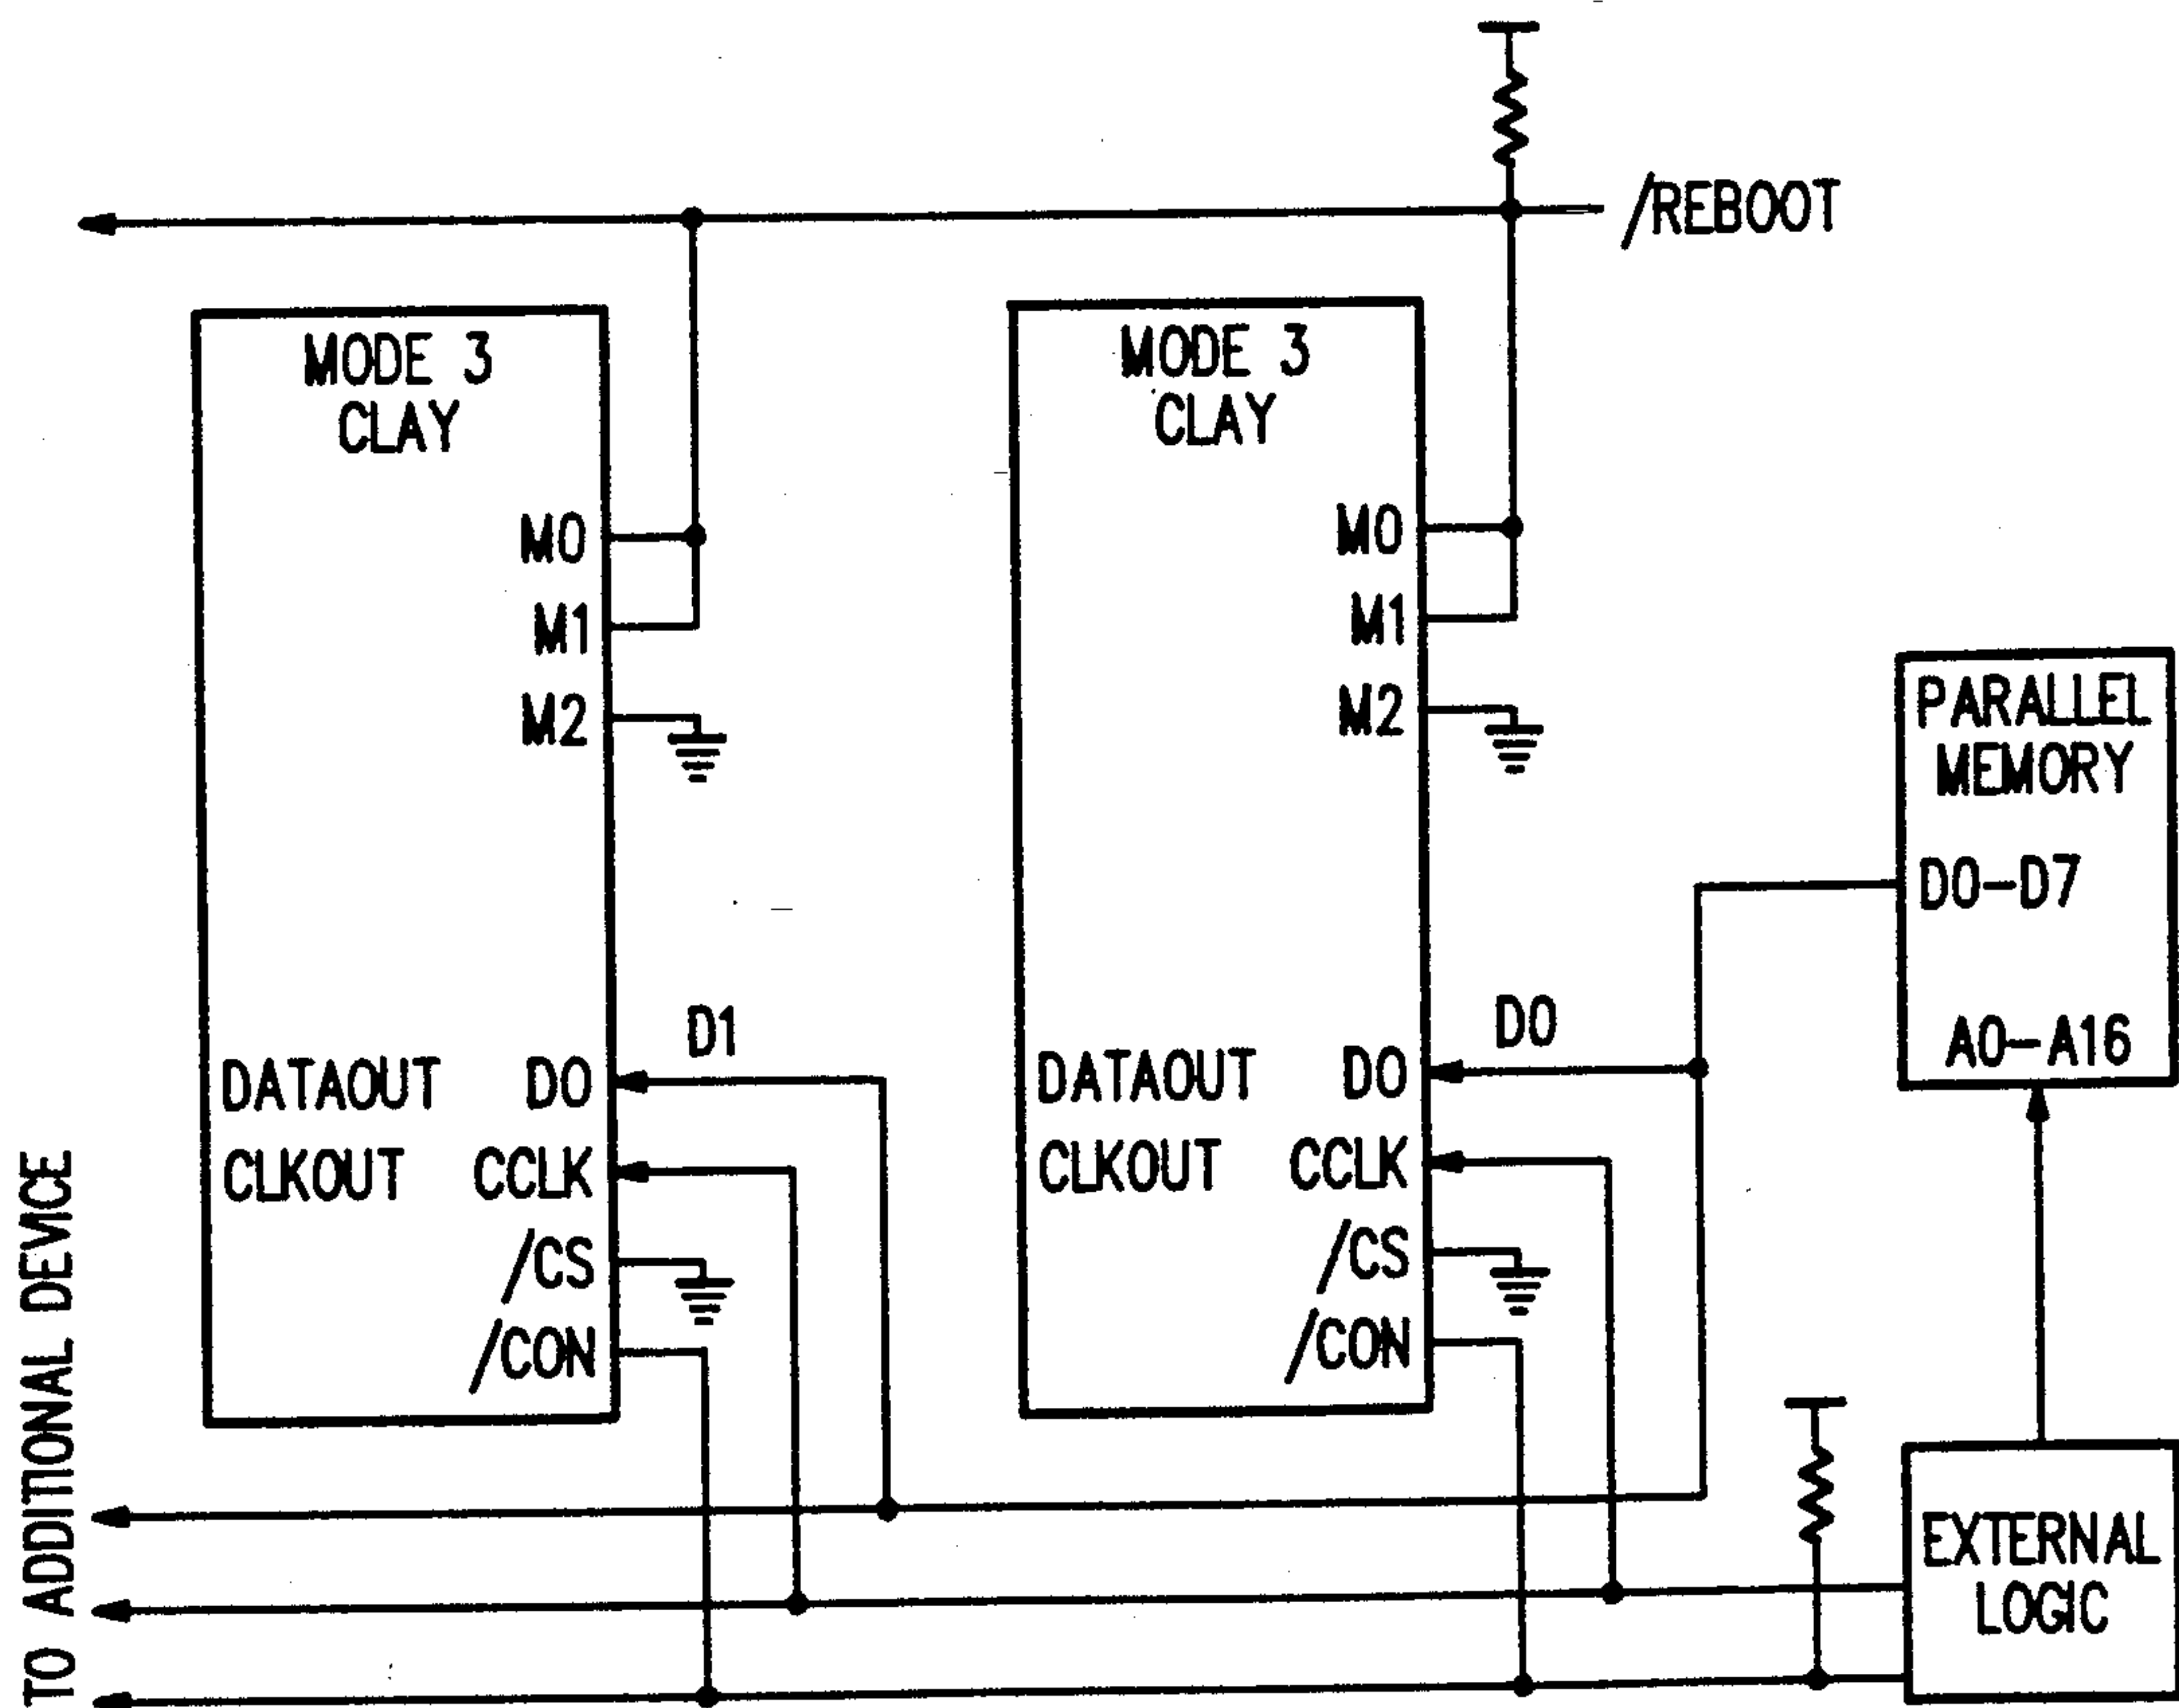 /REBOOT
MODE 3
CLAY
M0
M1
M2
D1
DATAOUT
D0
CLKOUT
CCLK
/CS
/CON
MODE 3
CLAY
M0
M1
M2
D0
DATAOUT
D0
CLKOUT
CCLK
/CS
/CON
PARALLEL
MEMORY
D0-D7
A0-A16
EXTERNAL
LOGIC
TO ADDITIONAL DEVICE